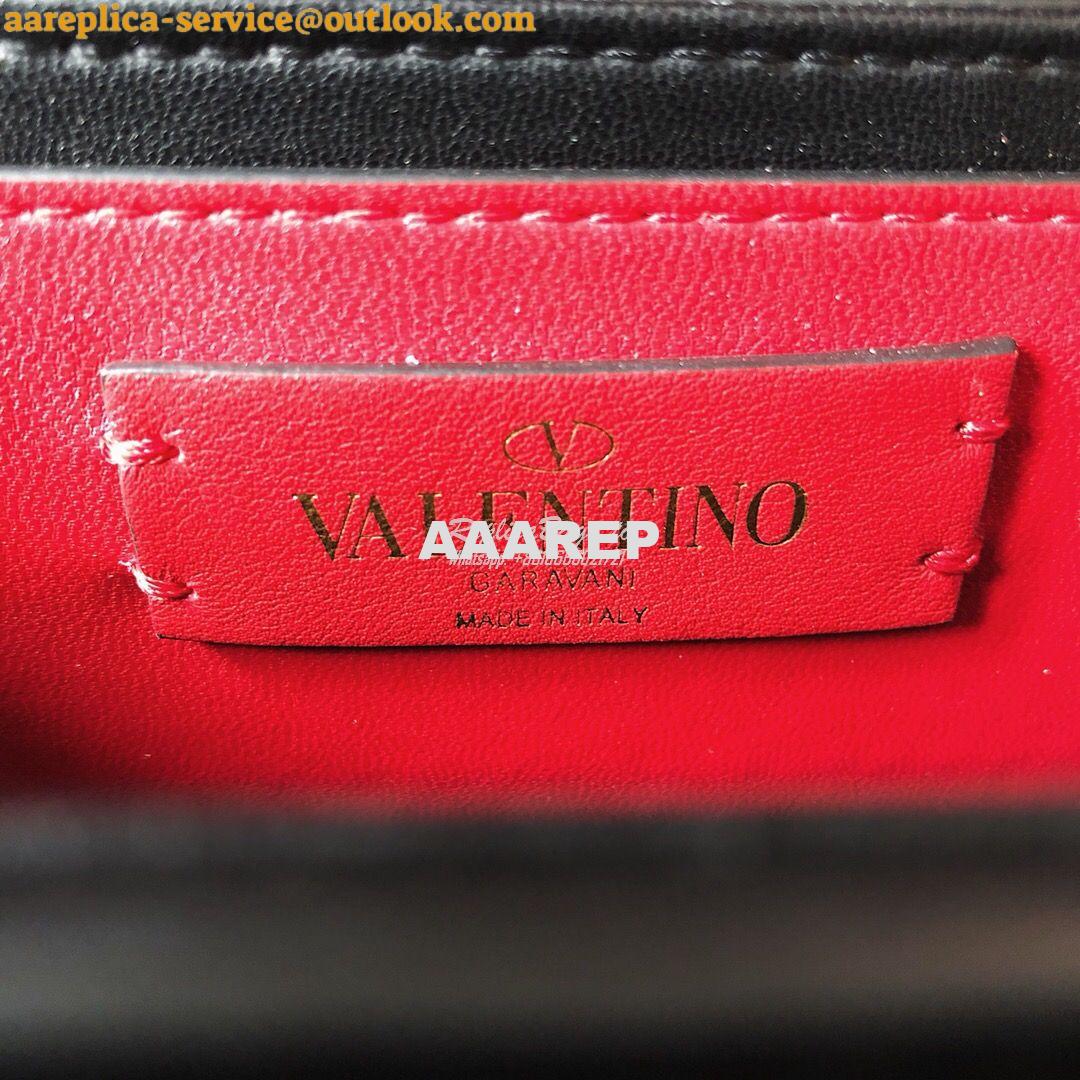 aareplica-service@outlook.com
V
VALENTINO
AAAREP
GARAVANI
MADE IN ITALY